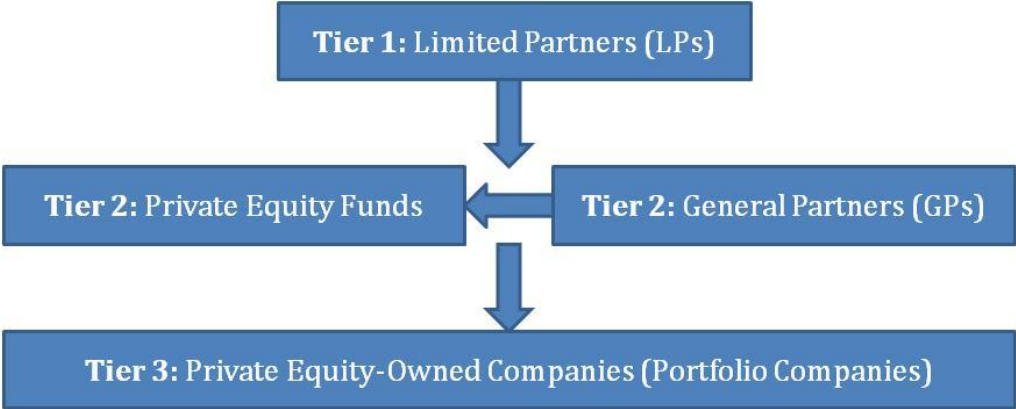 Tier 1: Limited Partners (LPs)
Tier 2: Private Equity Funds
Tier 2: General Partners (GPs)
Tier 3: Private Equity-Owned Companies (Portfolio Companies)